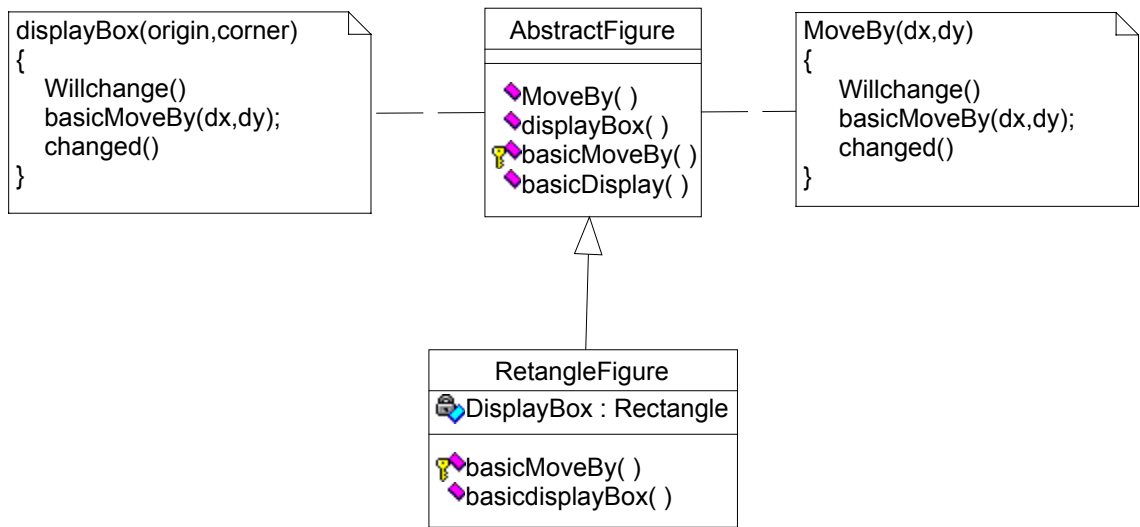 displayBox(origin,corner)
{
Willchange()
basicMoveBy(dx,dy);
changed()
}
AbstractFigure
MoveBy( )
displayBox( )
basicMoveBy( )
basicDisplay( )
MoveBy(dx,dy)
{
Willchange()
basicMoveBy(dx,dy);
changed()
}
RetangleFigure
DisplayBox : Rectangle
basicMoveBy( )
basicdisplayBox( )